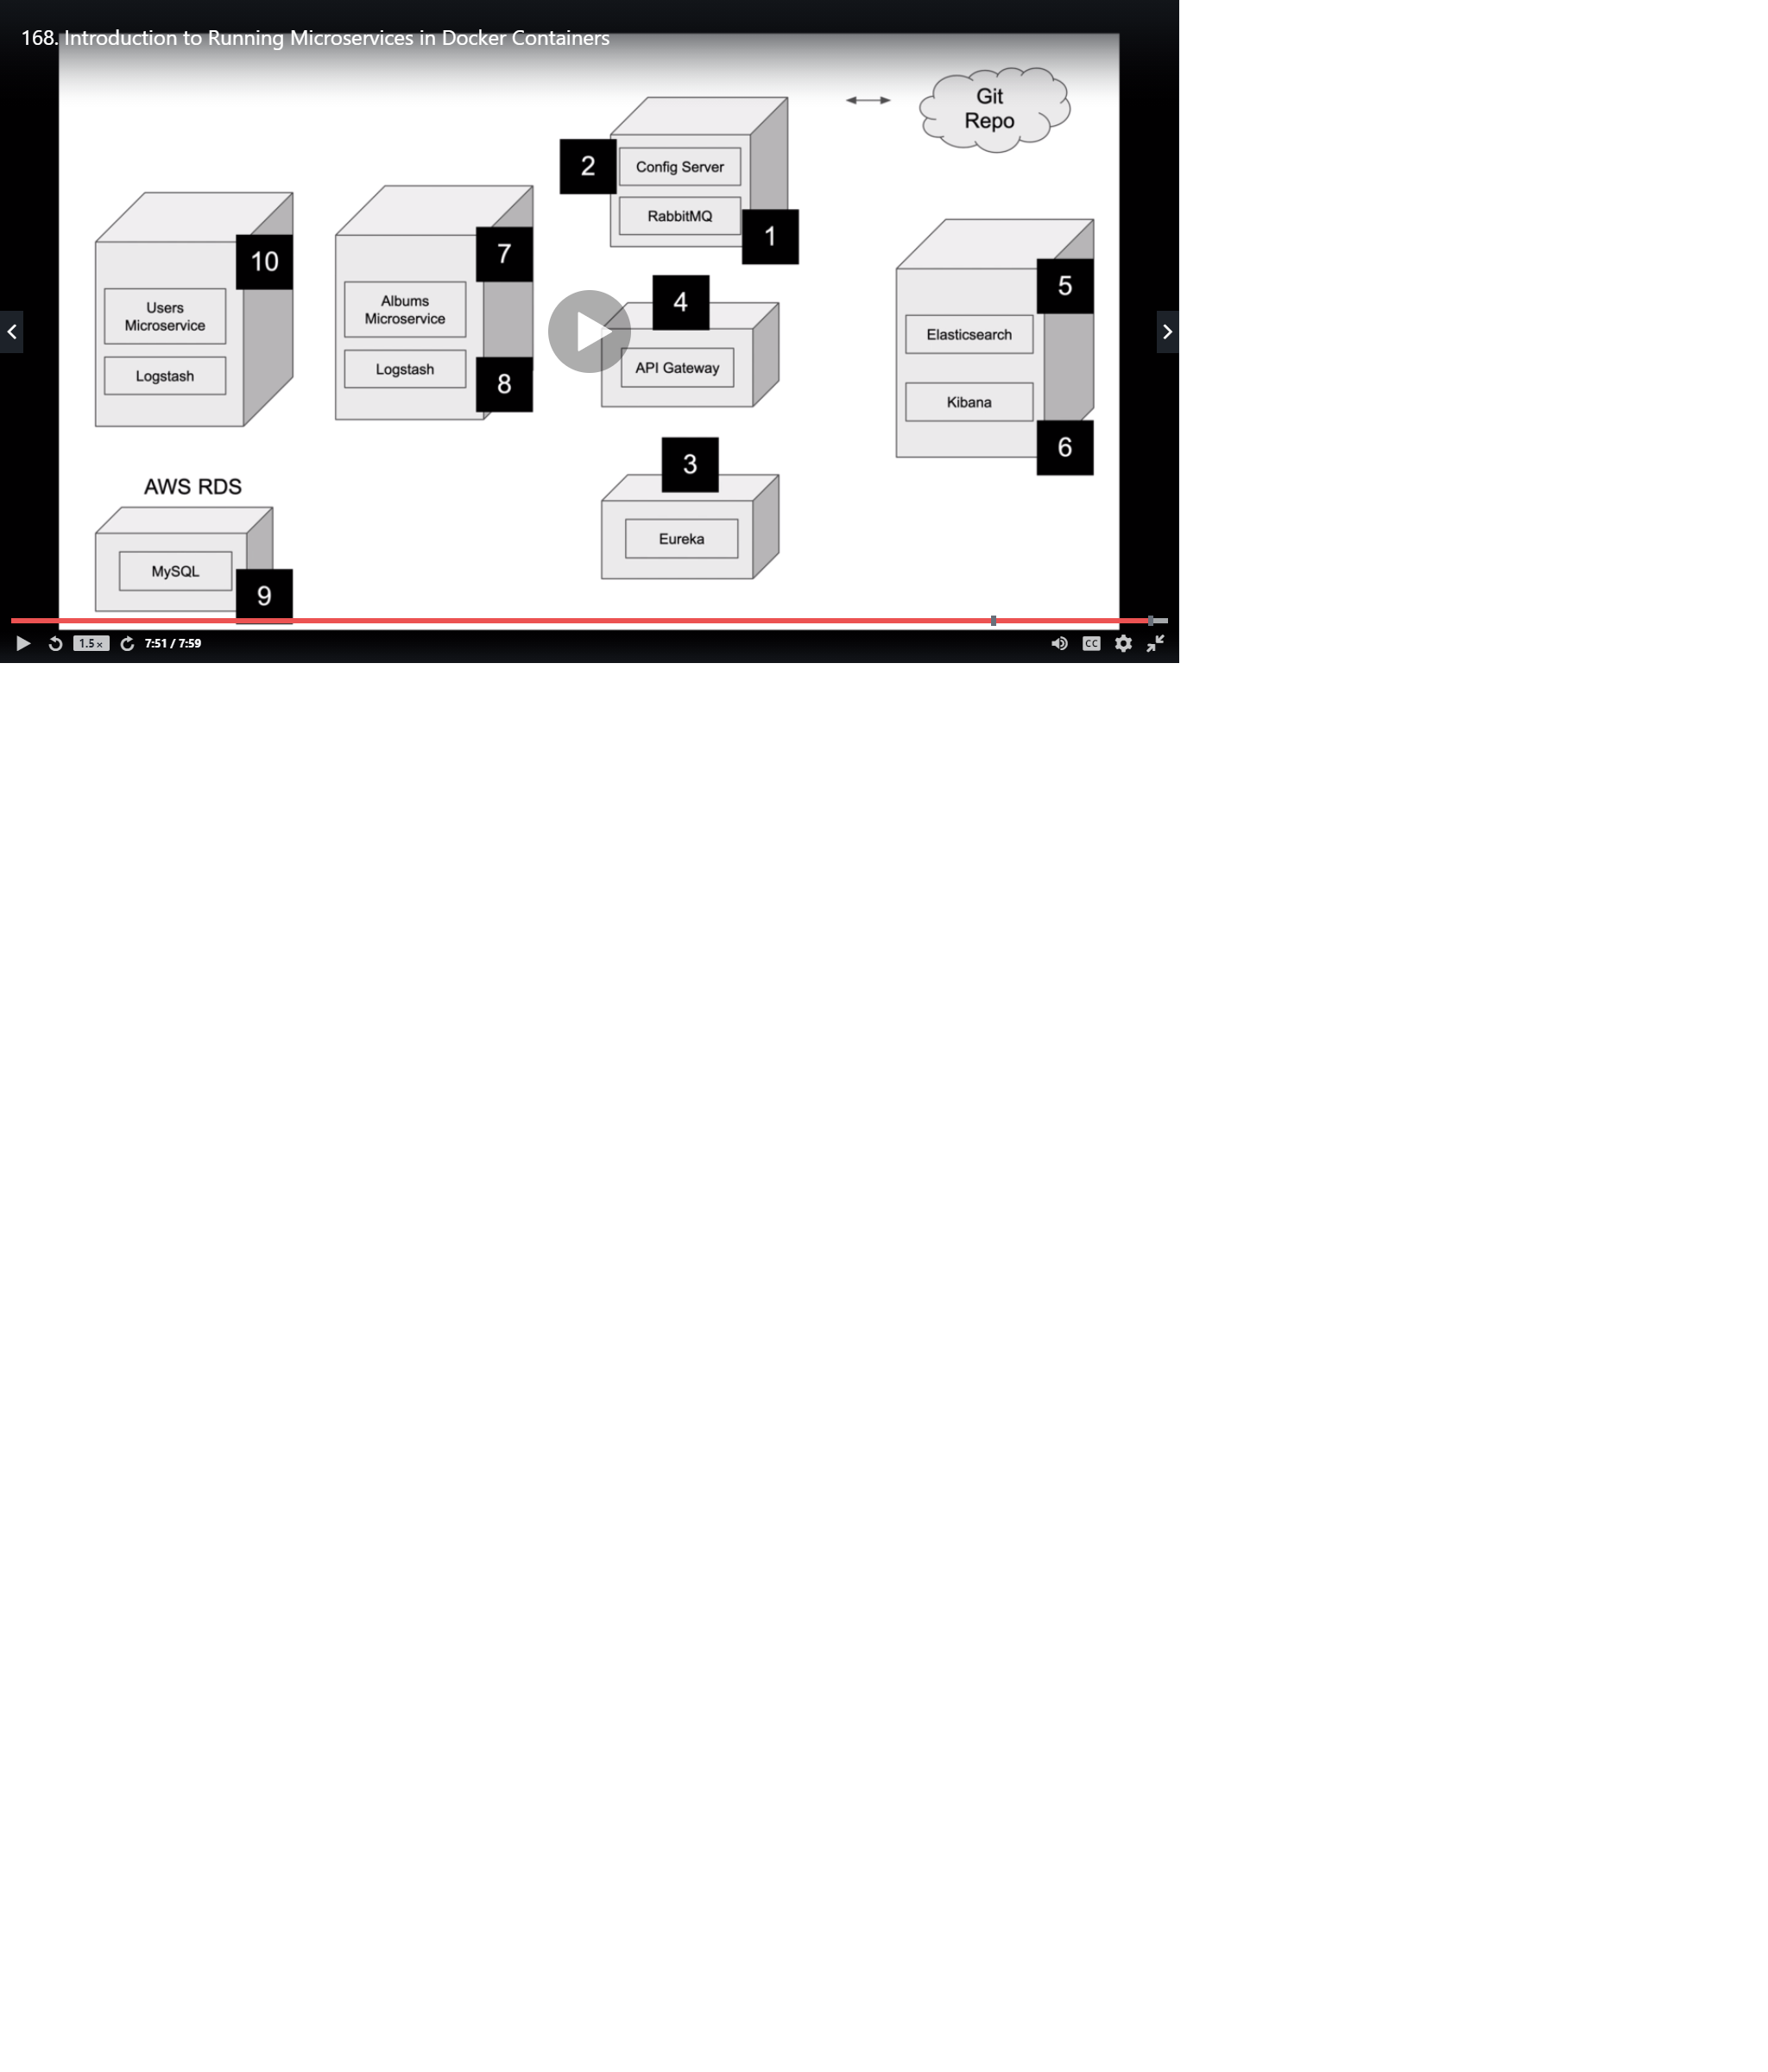 168. Introduction to Running Microservices in Docker Containers
Git
Repo
2
Config Server
RabbitMQ
1
10
Users
Microservice
Logstash
7
Albums
Microservice
Logstash
8
4
API Gateway
5
Elasticsearch
Kibana
6
3
Eureka
AWS RDS
MySQL
9
1.5×
7:51 / 7:59
CC